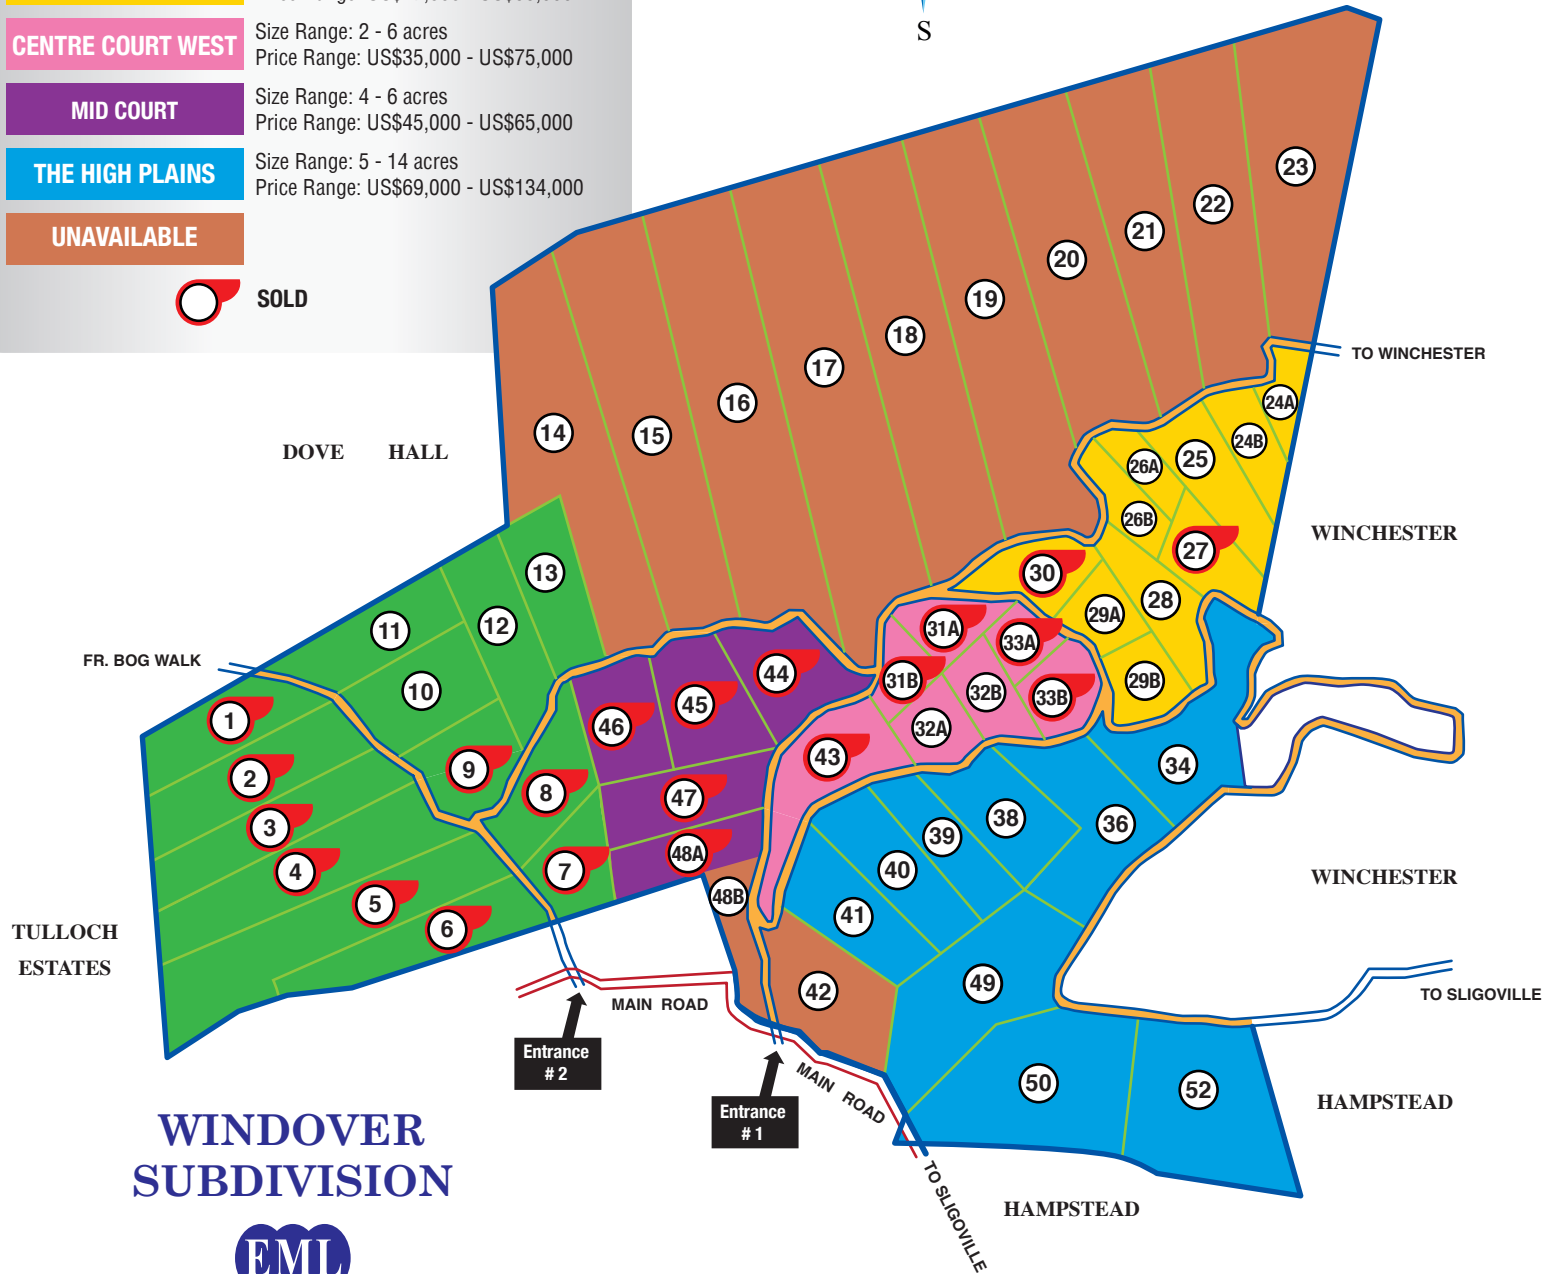 CENTRE COURT WEST
Size Range: 2 - 6 acres
Price Range: US$35,000 - US$75,000
MID COURT
Size Range: 4 - 6 acres
Price Range: US$45,000 - US$65,000
THE HIGH PLAINS
Size Range: 5 - 14 acres
Price Range: US$69,000 - US$134,000
UNAVAILABLE
SOLD
S
23
22
21
20
19
18
17
16
15
14
TO WINCHESTER
24A
24B
25
26A
26B
27
28
29A
29B
30
DOVE HALL
WINCHESTER
13
12
11
10
FR. BOG WALK
1
2
3
4
5
6
7
8
9
31A
31B
33A
33B
32B
32A
43
44
45
46
47
48A
48B
34
36
38
39
40
41
42
49
50
52
WINCHESTER
TULLOCH
ESTATES
MAIN ROAD
TO SLIGOVILLE
Entrance
# 2
MAIN ROAD
Entrance
# 1
HAMPSTEAD
WINDOVER
SUBDIVISION
TO SLIGOVILLE
HAMPSTEAD
EML